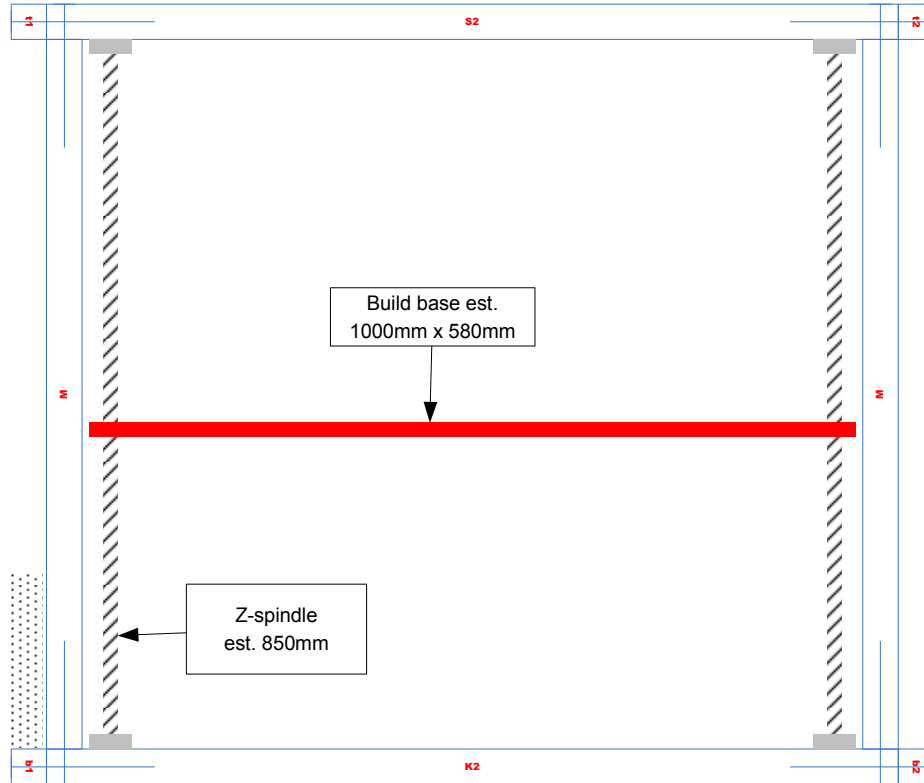 t1
S2
t2
Build base est.
1000mm x 580mm
M
M
Z-spindle
est. 850mm
b1
K2
b2